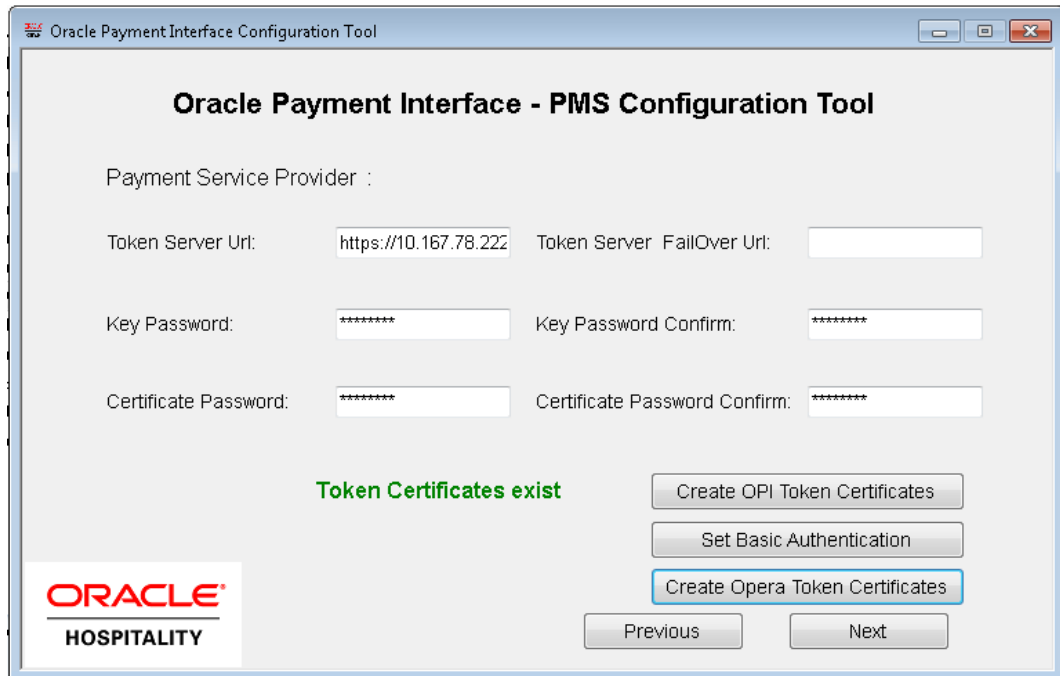 Oracle Payment Interface Configuration Tool
Oracle Payment Interface - PMS Configuration Tool
Payment Service Provider :
Token Server Url: https://10.167.78.222 Token Server FailOver Url:
Key Password: ******** Key Password Confirm: ********
Certificate Password: ******** Certificate Password Confirm: ********
Token Certificates exist Create OPI Token Certificates
Set Basic Authentication
Create Opera Token Certificates
Previous Next
ORACLE®
HOSPITALITY